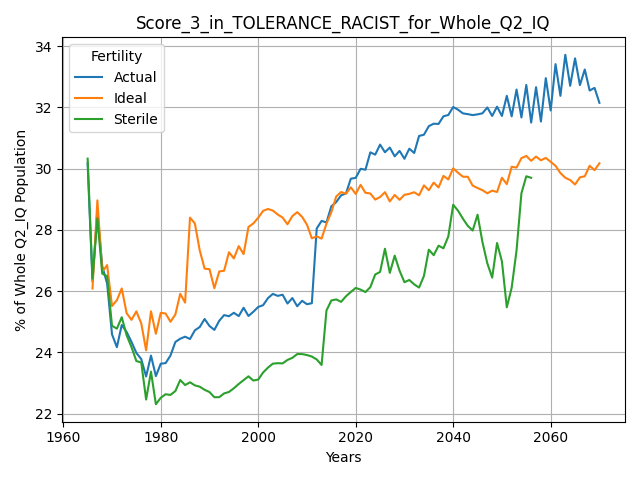 Score_3_in_TOLERANCE_RACIST_for_Whole_Q2_IQ
% of Whole Q2_IQ Population
34
32
30
28
26
24
22
Fertility
Actual
Ideal
Sterile
1960
1980
2000
2020
2040
2060
Years